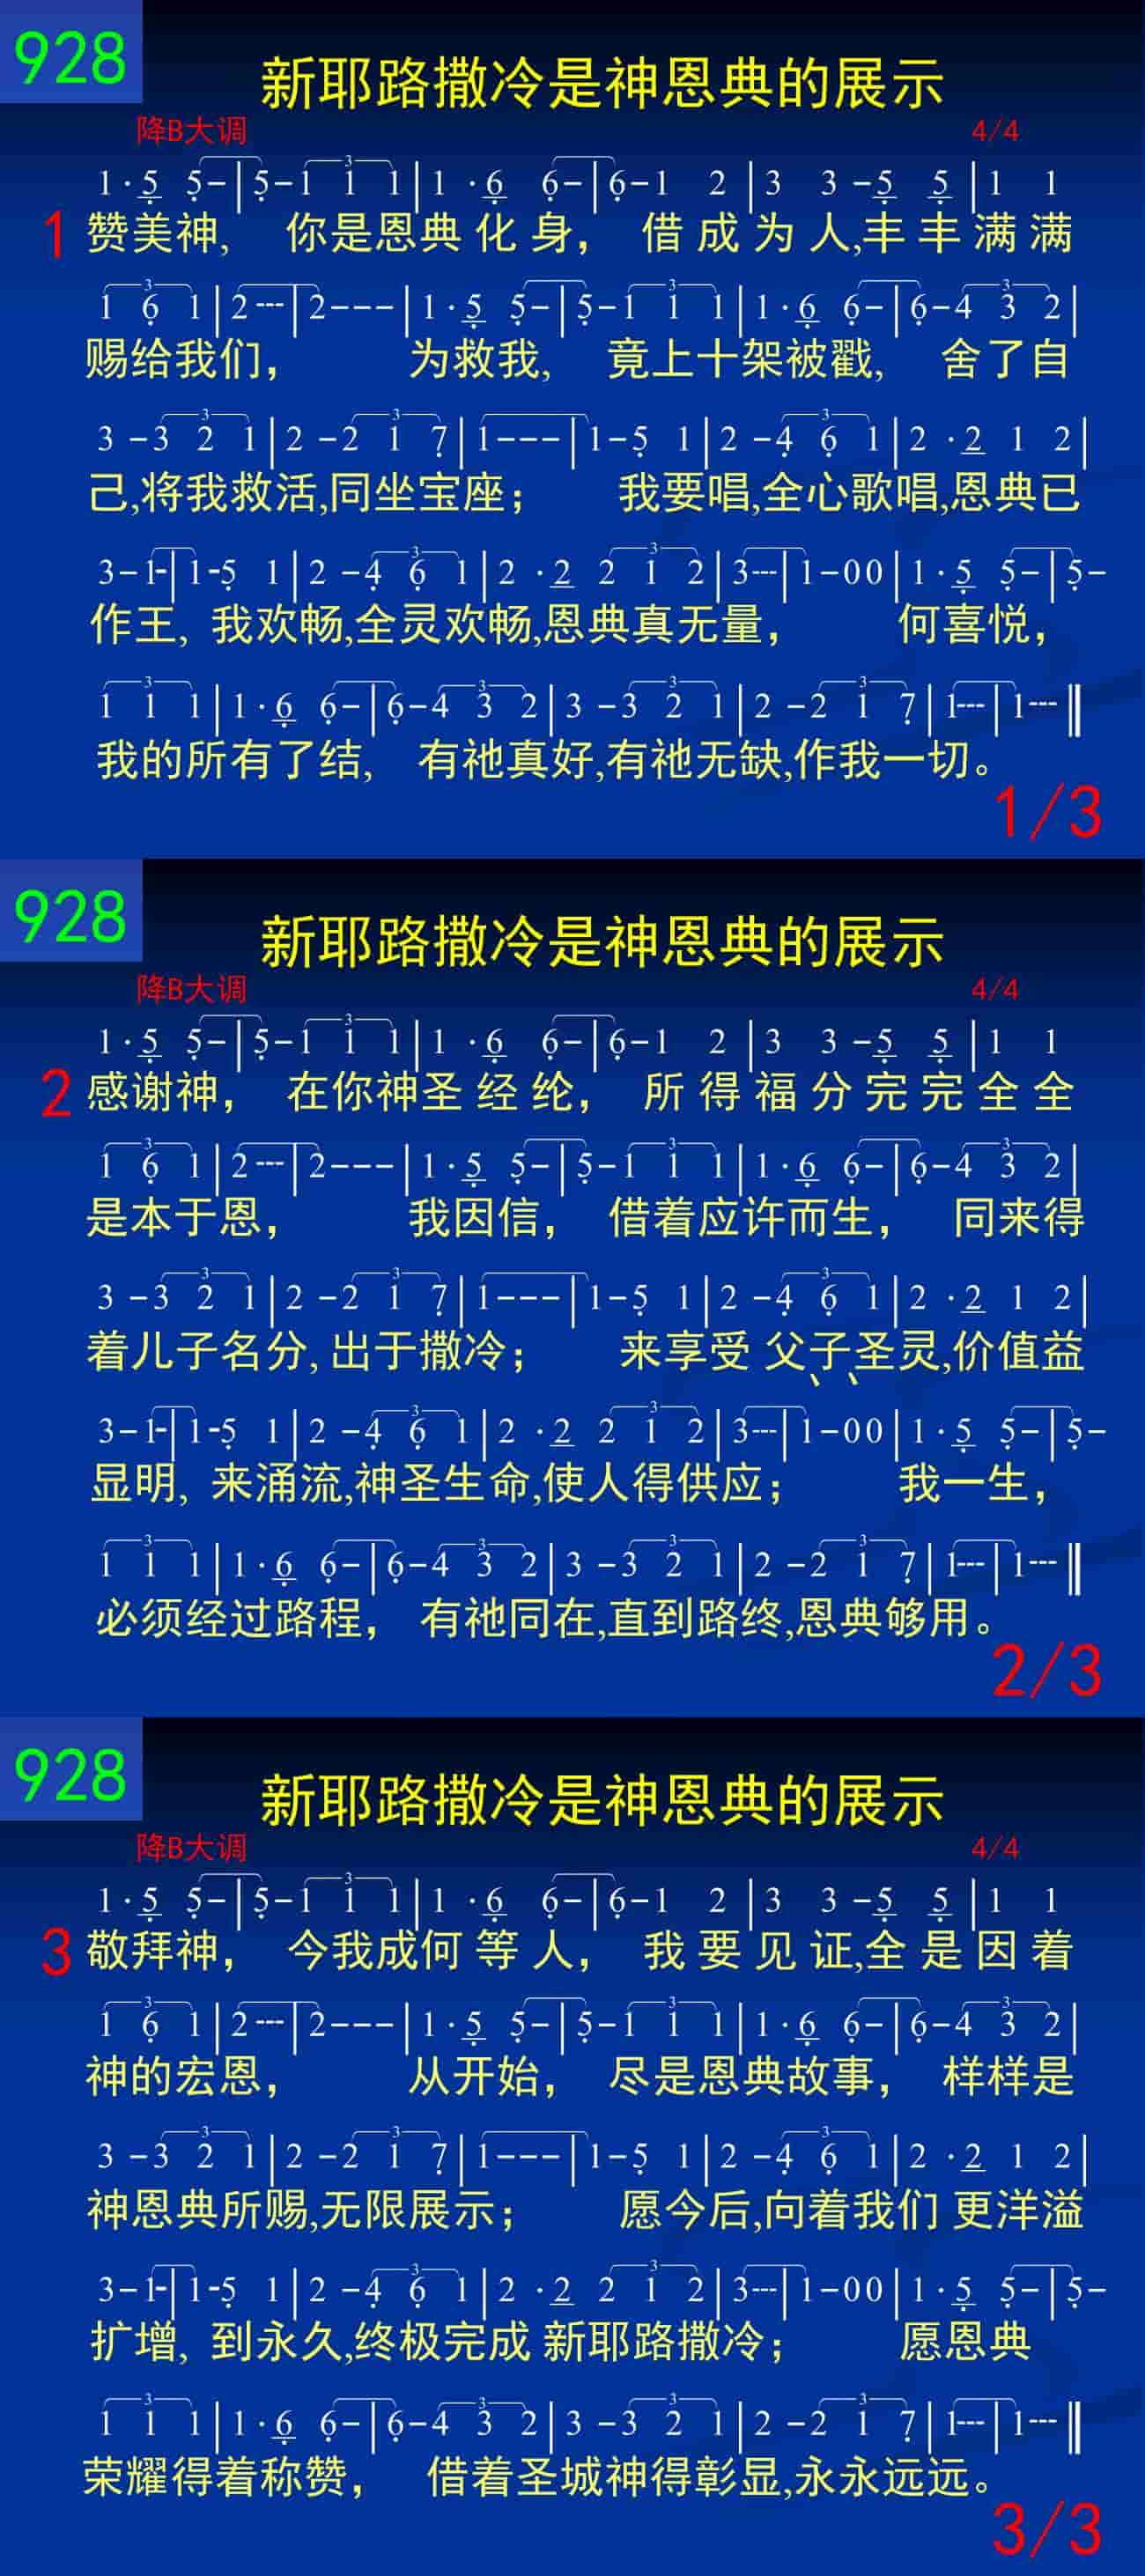 928
新耶路撒冷是神恩典的展示
降B大调 4/4
1·5 5-|5-1 1 1|1 ·6 6-|6-1 2|3 3-5 5|1 1
1 赞美神, 你是恩典化身， 借成为人,丰丰满满
1 6 1|2---|2---|1·5 5-|5-1 1 1|1·6 6-|6-4 3 2|
赐给我们， 为救我, 竟上十架被戳, 舍了自
3 -3 2 1|2 -2 1 7|1---|1-5 1|2 -4 6 1|2 ·2 1 2|
己,将我救活,同坐宝座； 我要唱,全心歌唱,恩典已
3-1-|1-5 1|2 -4 6 1|2 ·2 2 1 2|3---|1-00|1·5 5-|5-
作王, 我欢畅,全灵欢畅,恩典真无量， 何喜悦，
1 1 1|1·6 6-|6-4 3 2|3 -3 2 1|2 -2 1 7|1---|1---‖
我的所有了结, 有祂真好,有祂无缺,作我一切。
1/3
928
新耶路撒冷是神恩典的展示
降B大调 4/4
1·5 5-|5-1 1 1|1 ·6 6-|6-1 2|3 3-5 5|1 1
2 感谢神， 在你神圣经纶， 所得福分完完全全
1 6 1|2---|2---|1·5 5-|5-1 1 1|1·6 6-|6-4 3 2|
是本于恩， 我因信， 借着应许而生， 同来得
3 -3 2 1|2 -2 1 7|1---|1-5 1|2 -4 6 1|2 ·2 1 2|
着儿子名分,出于撒冷； 来享受 父、子、圣灵,价值益
3-1-|1-5 1|2 -4 6 1|2 ·2 2 1 2|3---|1-00|1·5 5-|5-
显明, 来涌流,神圣生命,使人得供应； 我一生，
1 1 1|1·6 6-|6-4 3 2|3 -3 2 1|2 -2 1 7|1---|1---‖
必须经过路程， 有祂同在,直到路终,恩典够用。
2/3
928
新耶路撒冷是神恩典的展示
降B大调 4/4
1·5 5-|5-1 1 1|1 ·6 6-|6-1 2|3 3-5 5|1 1
3 敬拜神， 今我成何等人， 我要见证,全是因着
1 6 1|2---|2---|1·5 5-|5-1 1 1|1·6 6-|6-4 3 2|
神的宏恩， 从开始， 尽是恩典故事， 样样是
3 -3 2 1|2 -2 1 7|1---|1-5 1|2 -4 6 1|2 ·2 1 2|
神恩典所赐,无限展示； 愿今后,向着我们 更洋溢
3-1-|1-5 1|2 -4 6 1|2 ·2 2 1 2|3---|1-00|1·5 5-|5-
扩增, 到永久,终极完成 新耶路撒冷； 愿恩典
1 1 1|1·6 6-|6-4 3 2|3 -3 2 1|2 -2 1 7|1---|1---‖
荣耀得着称赞， 借着圣城神得彰显,永永远远。
3/3